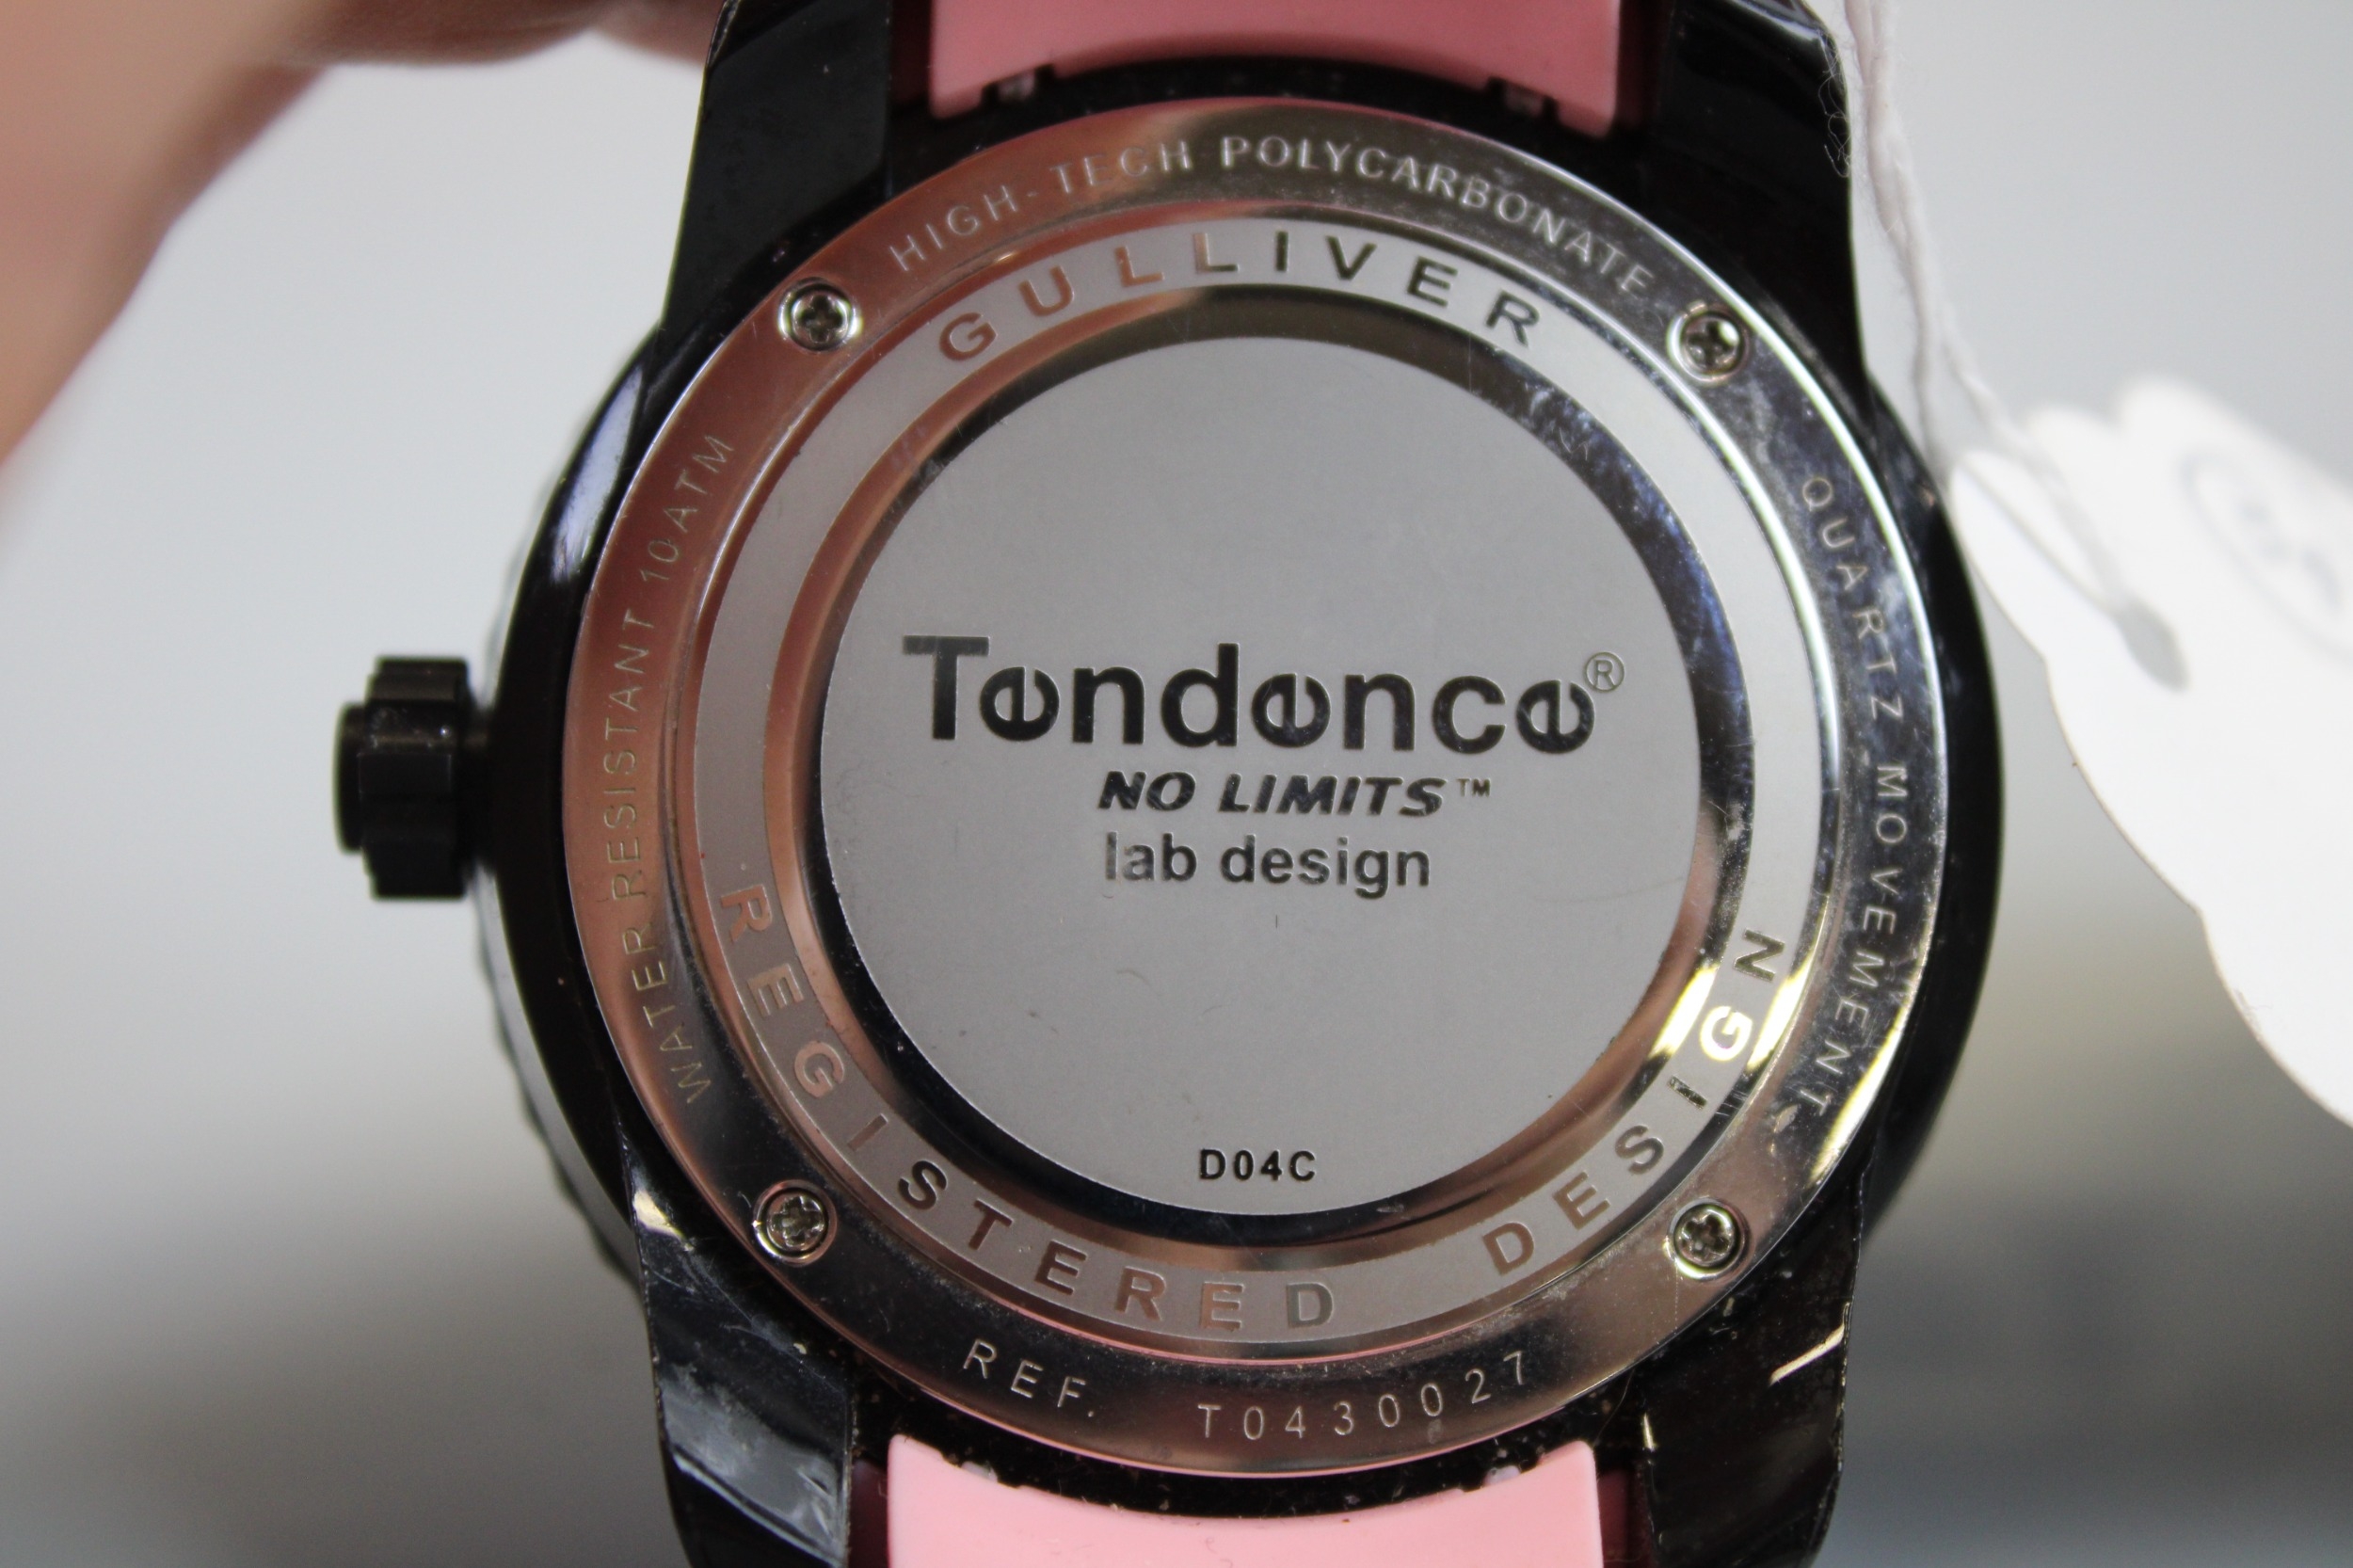 HIGH-TECH POLYCARBONATE
GULLIVER
WATER RESISTANT 10ATM
QUARTZ MOVEMENT
Tendence®
NO LIMITS™
lab design
D04C
REGISTERED DESIGN
REF. T0430027